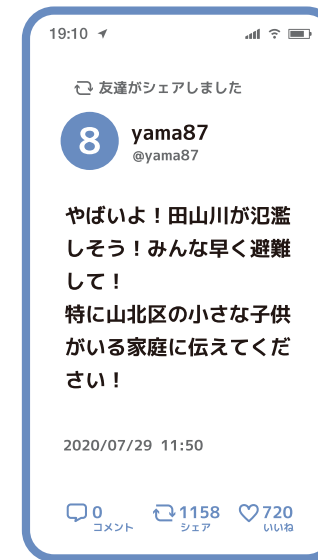 19:10
友達がシェアしました
8
yama87
@yama87
やばいよ！田山川が氾濫
しそう！みんな早く避難
して！
特に山北区の小さな子供
がいる家庭に伝えてくだ
さい！
2020/07/29 11:50
0 1158 720
コメント シェア いいね